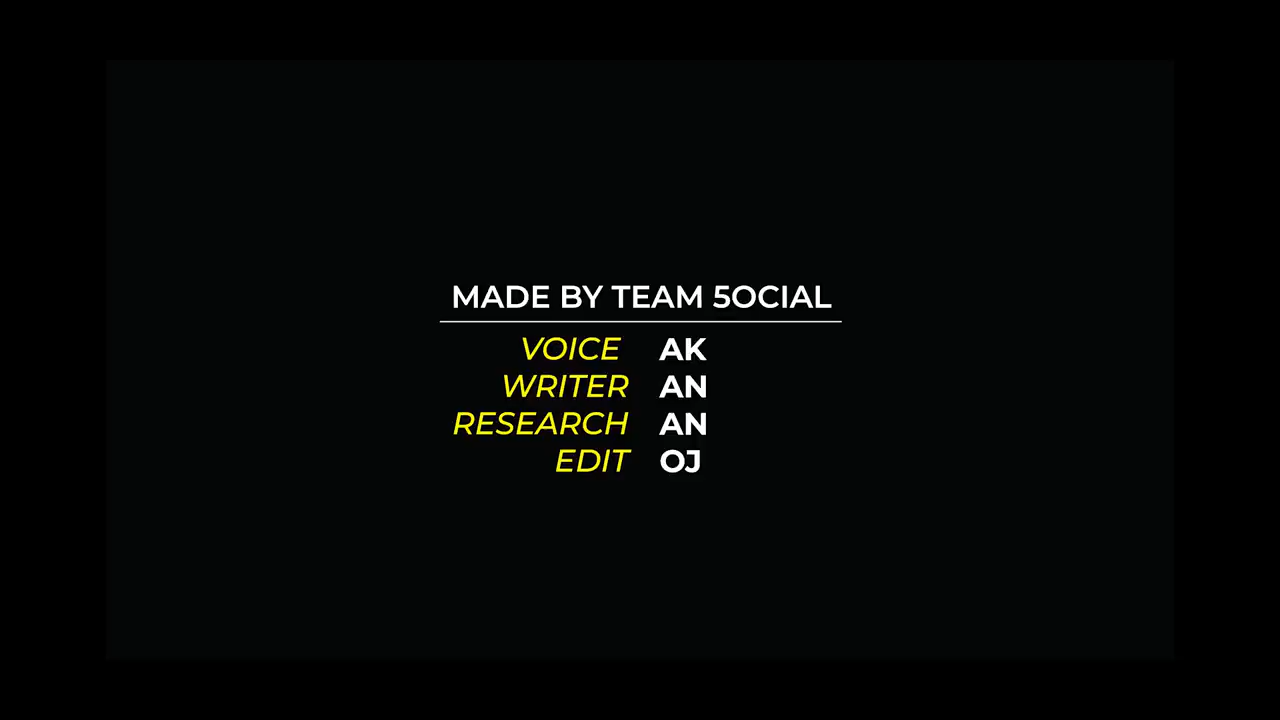 MADE BY TEAM 5OCIAL
VOICE AK
WRITER AN
RESEARCH AN
EDIT OJ